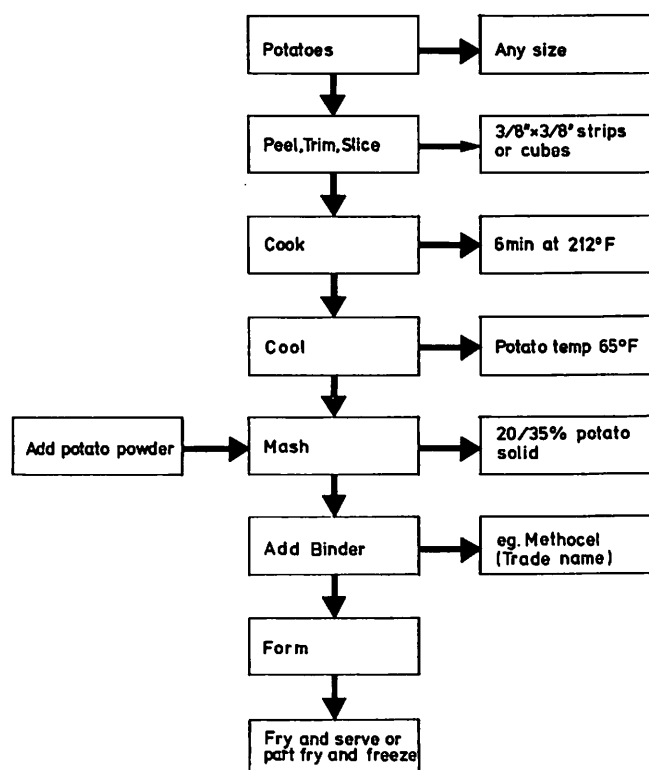 Potatoes
Any size
Peel,Trim,Slice
3/8"×3/8" strips
or cubes
Cook
6min at 212°F
Cool
Potato temp 65°F
Add potato powder
Mash
20/35% potato
solid
Add Binder
eg. Methocel
(Trade name)
Form
Fry and serve or
part fry and freeze